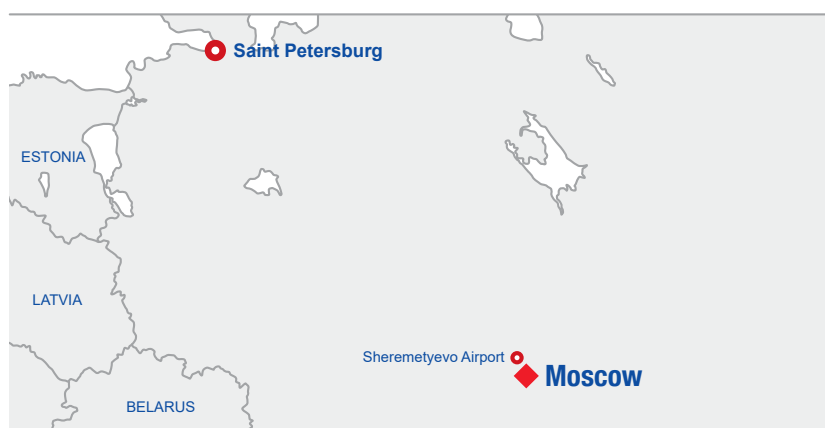 Saint Petersburg
ESTONIA
LATVIA
Sheremetyevo Airport
Moscow
BELARUS